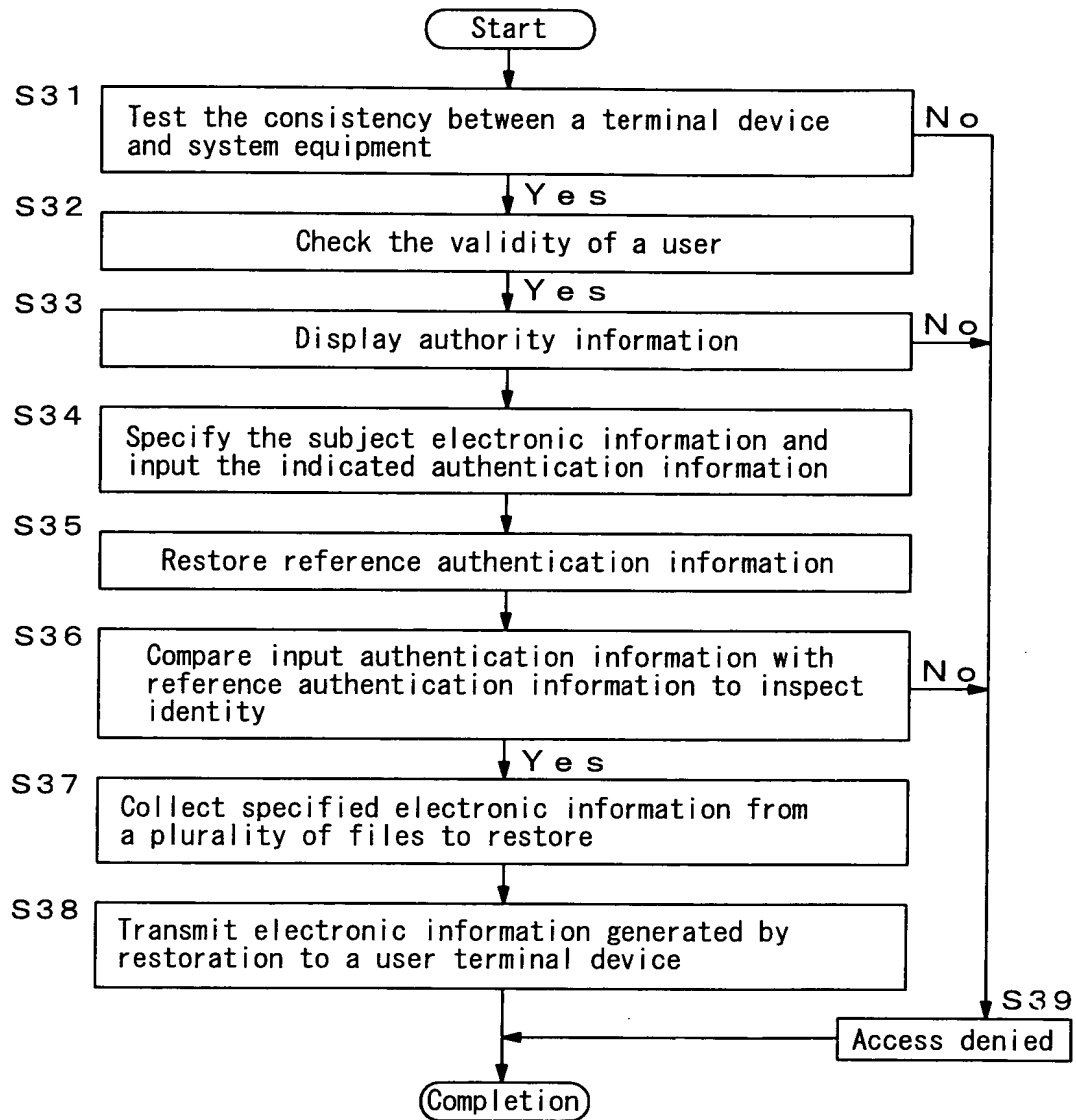 Start
S31
Test the consistency between a terminal device
and system equipment
No
Yes
S32
Check the validity of a user
Yes
S33
Display authority information
No
S34
Specify the subject electronic information and
input the indicated authentication information
S35
Restore reference authentication information
S36
Compare input authentication information with
reference authentication information to inspect
identity
No
Yes
S37
Collect specified electronic information from
a plurality of files to restore
S38
Transmit electronic information generated by
restoration to a user terminal device
S39
Access denied
Completion